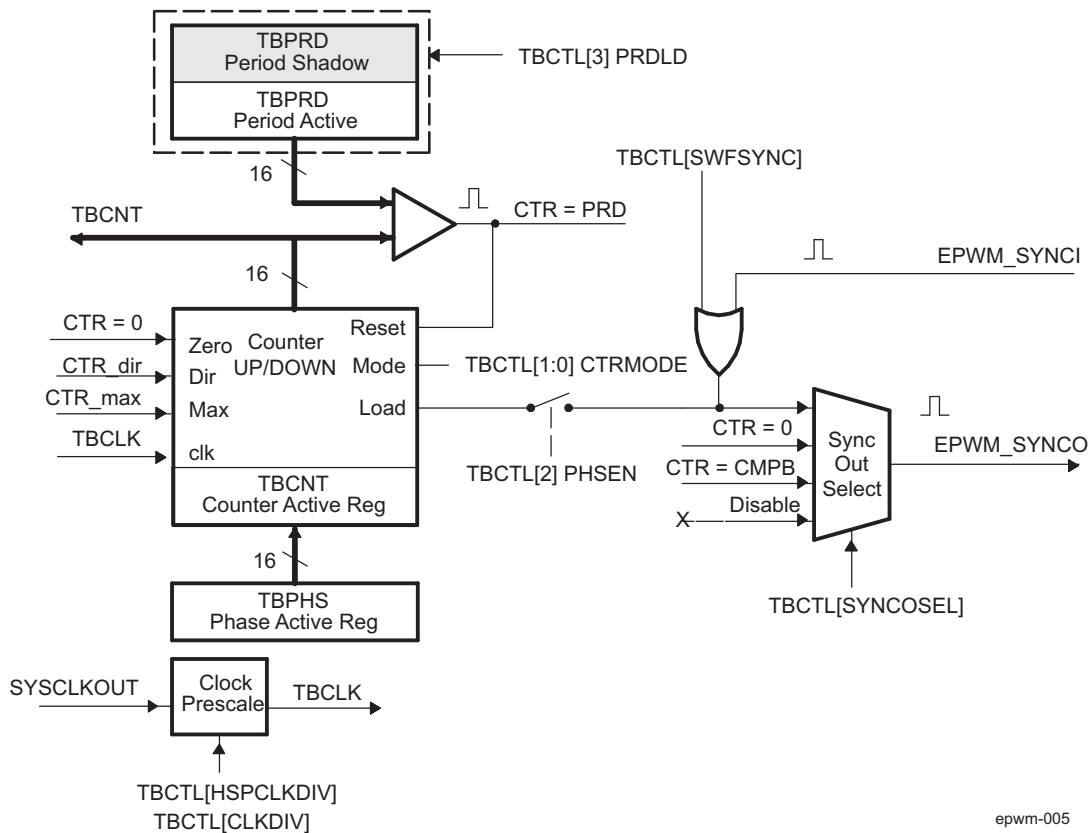 TBPRD
Period Shadow
TBPRD
Period Active
TBCTL[3] PRDLD
16
TBCTL[SWFSYNC]
TBCNT
CTR = PRD
16
EPWM_SYNCI
CTR = 0
CTR_dir
CTR_max
TBCLK
Zero
Dir
Max
clk
Counter
UP/DOWN
Reset
Mode
Load
TBCTL[1:0] CTRMODE
TBCTL[2] PHSEN
CTR = 0
CTR = CMPB
Disable
X
Sync
Out
Select
EPWM_SYNCO
TBCNT
Counter Active Reg
16
TBCTL[SYNCOSEL]
TBPHS
Phase Active Reg
SYSCLKOUT
Clock
Prescale
TBCLK
TBCTL[HSPCLKDIV]
TBCTL[CLKDIV]
epwm-005